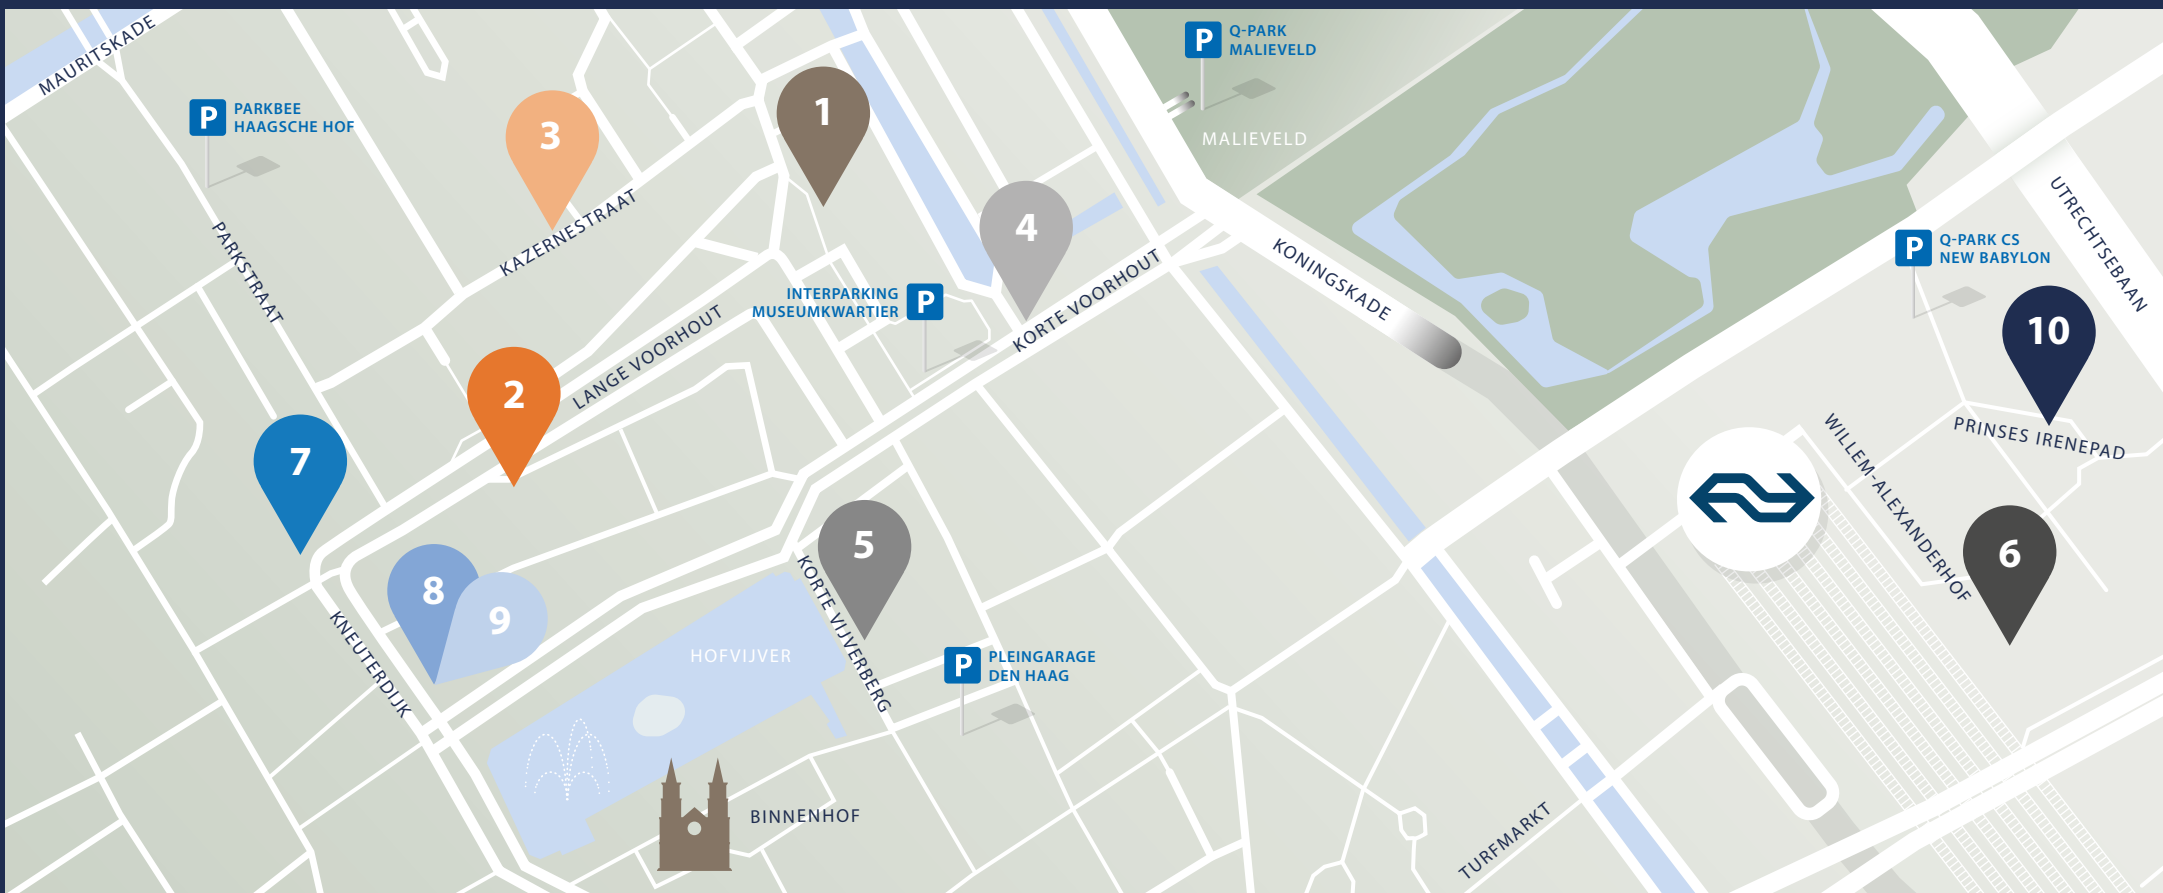 MAURITSKADE
P
Q-PARK
MALIEVELD
P
PARKBEE
HAAGSCHE HOF
3
1
MALIEVELD
PARKSTRAAT
KAZERNESTRAAT
4
UTRECHTSEBAAN
P
Q-PARK CS
NEW BABYLON
KONINGSKADE
INTERPARKING
MUSEUMKWARTIER
P
KORTE VOORHOUT
10
LANGE VOORHOUT
2
PRINSES IRENEPAD
WILLEM-ALEXANDERHOF
7
5
6
8
9
KORTE VIJVERBERG
KNEUTERDIJK
HOFVIJVER
P
PLEINGARAGE
DEN HAAG
BINNENHOF
TURFMARKT